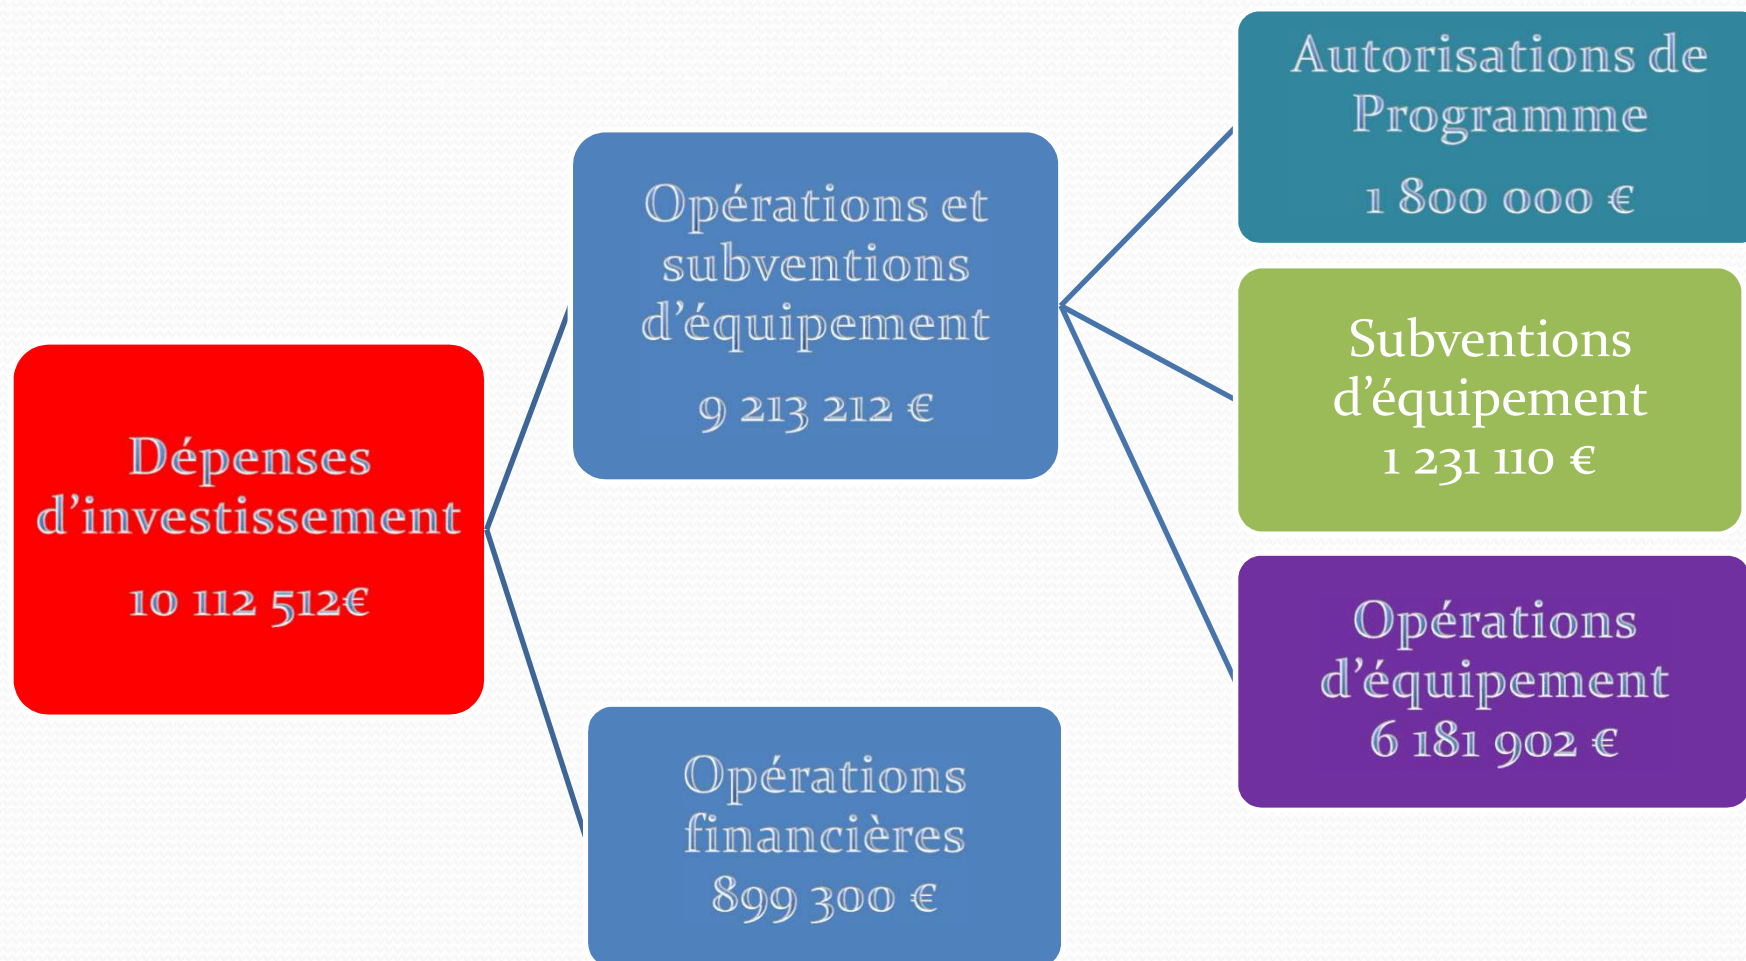 Dépenses
d’investissement
10 112 512€
Opérations et
subventions
d’équipement
9 213 212 €
Opérations
financières
899 300 €
Autorisations de
Programme
1 800 000 €
Subventions
d’équipement
1 231 110 €
Opérations
d’équipement
6 181 902 €